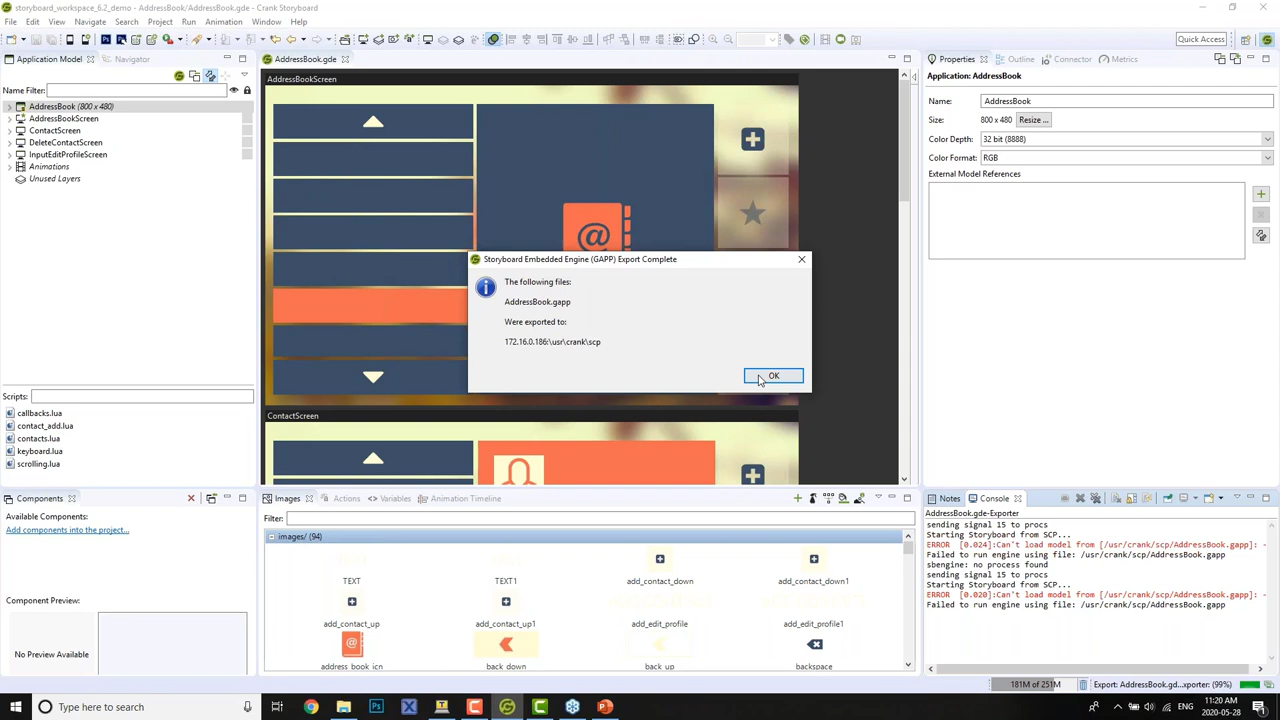 storyboard_workspace_6.2_demo - AddressBook/AddressBook.gde - Crank Storyboard
File Edit View Navigate Search Project Run Animation Window Help
Quick Access
Application Model Navigator
Name Filter:
AddressBook (800 x 480)
AddressBookScreen
ContactScreen
DeleteContactScreen
InputEditProfileScreen
Animations
Unused Layers
Scripts:
callbacks.lua
contact_add.lua
contacts.lua
keyboard.lua
scrolling.lua
AddressBook.gde
AddressBookScreen
@
ContactScreen
Storyboard Embedded Engine (GAPP) Export Complete
The following files:
AddressBook.gapp
Were exported to:
172.16.0.186:\usr\crank\scp
OK
Properties Outline Connector Metrics
Application: AddressBook
Name: AddressBook
Size: 800 x 480 Resize ...
Color Depth: 32 bit (8888)
Color Format: RGB
External Model References
Components
Available Components:
Add components into the project...
Component Preview:
No Preview Available
Images Actions Variables Animation Timeline
Filter:
images/ (94)
TEXT TEXT1 add_contact_down add_contact_down1
add_contact_up add_contact_up1 add_edit_profile add_edit_profile1
@
address_book_icn back_down back_up backspace
Notes Console
AddressBook.gde-Exporter
sending signal 15 to procs
Starting Storyboard from SCP...
ERROR [0.024]:Can't load model from [/usr/crank/scp/AddressBook.gapp]: -
Failed to run engine using file: /usr/crank/scp/AddressBook.gapp
sbengine: no process found
sending signal 15 to procs
Starting Storyboard from SCP...
ERROR [0.020]:Can't load model from [/usr/crank/scp/AddressBook.gapp]: -
Failed to run engine using file: /usr/crank/scp/AddressBook.gapp
181M of 251M
Export: AddressBook.gd...xporter: (99%)
Type here to search
ENG
11:20 AM
2020-05-28